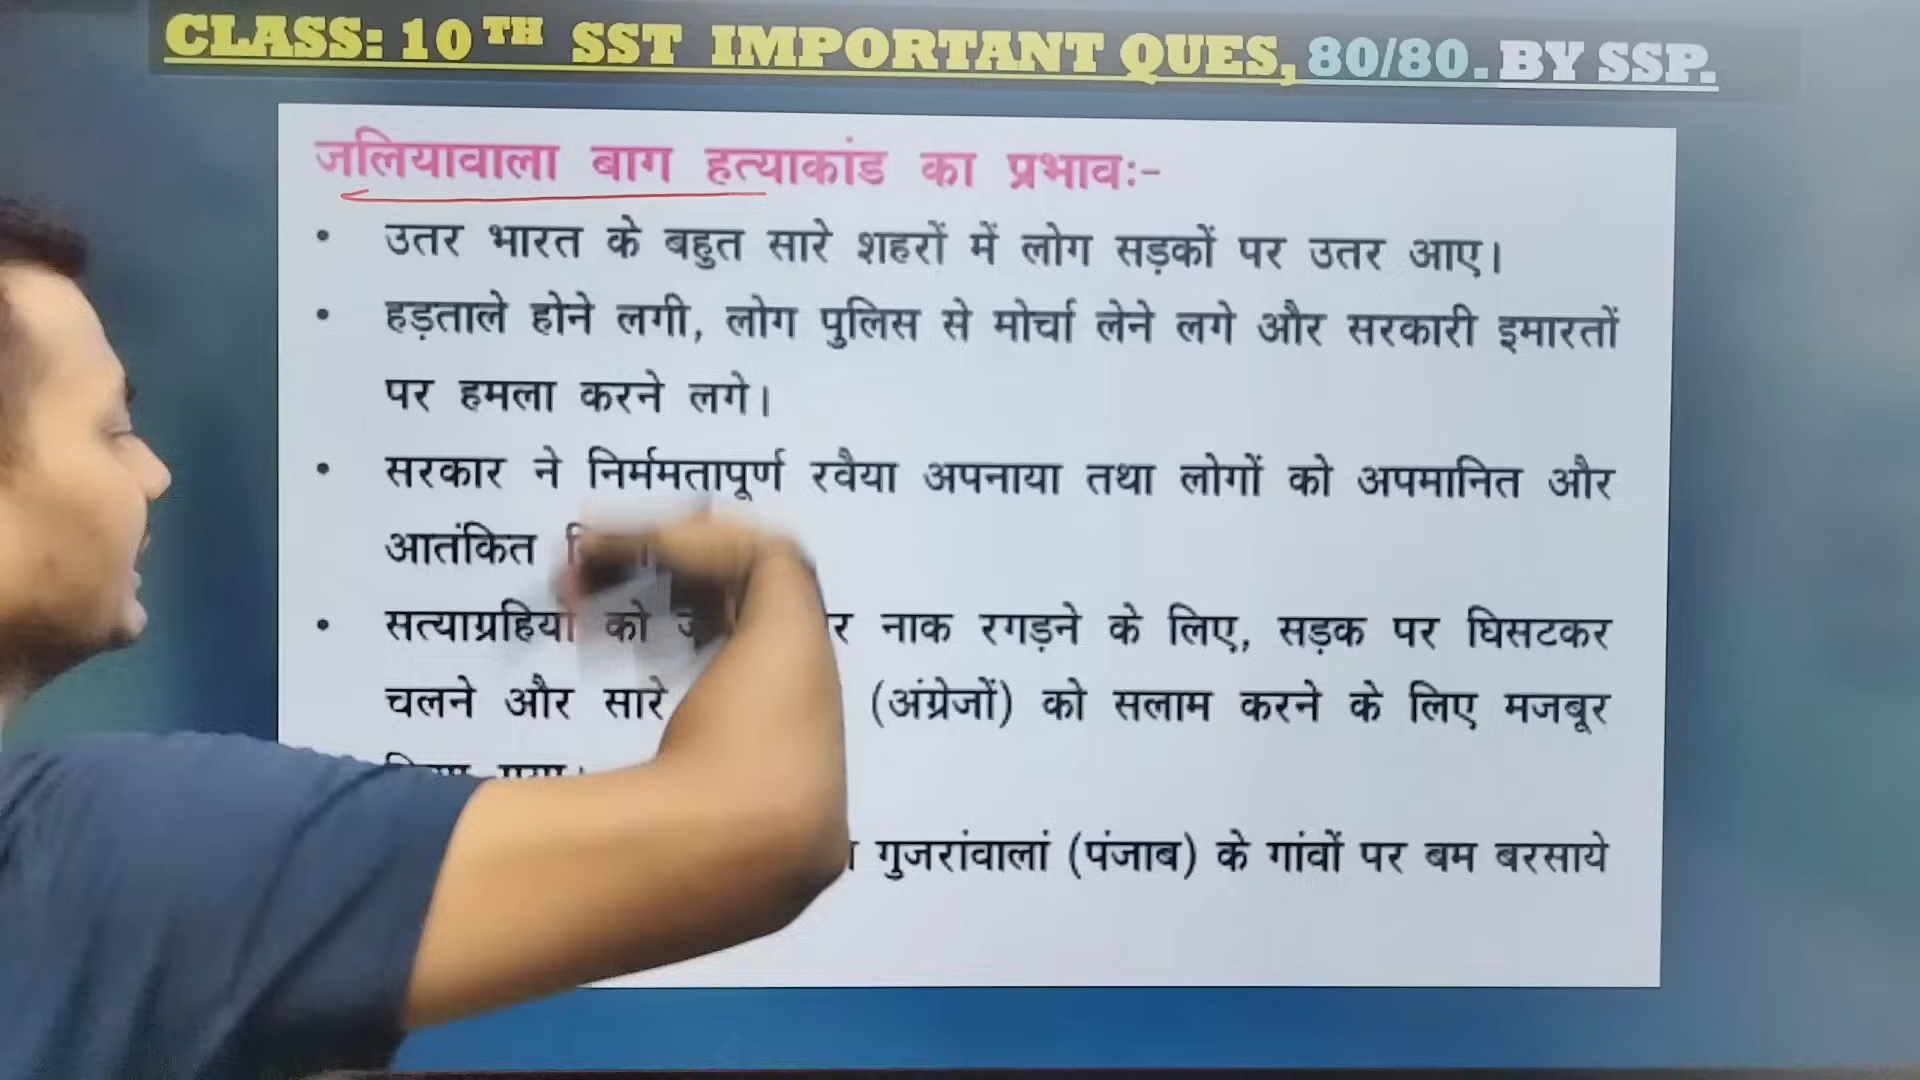 CLASS: 10TH SST IMPORTANT QUES, 80/80. BY SSP.
जलियावाला बाग हत्याकांड का प्रभावः-
• उतर भारत के बहुत सारे शहरों में लोग सड़कों पर उतर आए।
• हड़ताले होने लगी, लोग पुलिस से मोर्चा लेने लगे और सरकारी इमारतों
पर हमला करने लगे।
• सरकार ने निर्ममतापूर्ण रवैया अपनाया तथा लोगों को अपमानित और
आतंकित
• को नाक रगड़ने के लिए, सड़क पर घिसटकर
चलने और सारे (अंग्रेजों) को सलाम करने के लिए मजबूर
गुजरांवालां (पंजाब) के गांवों पर बम बरसाये